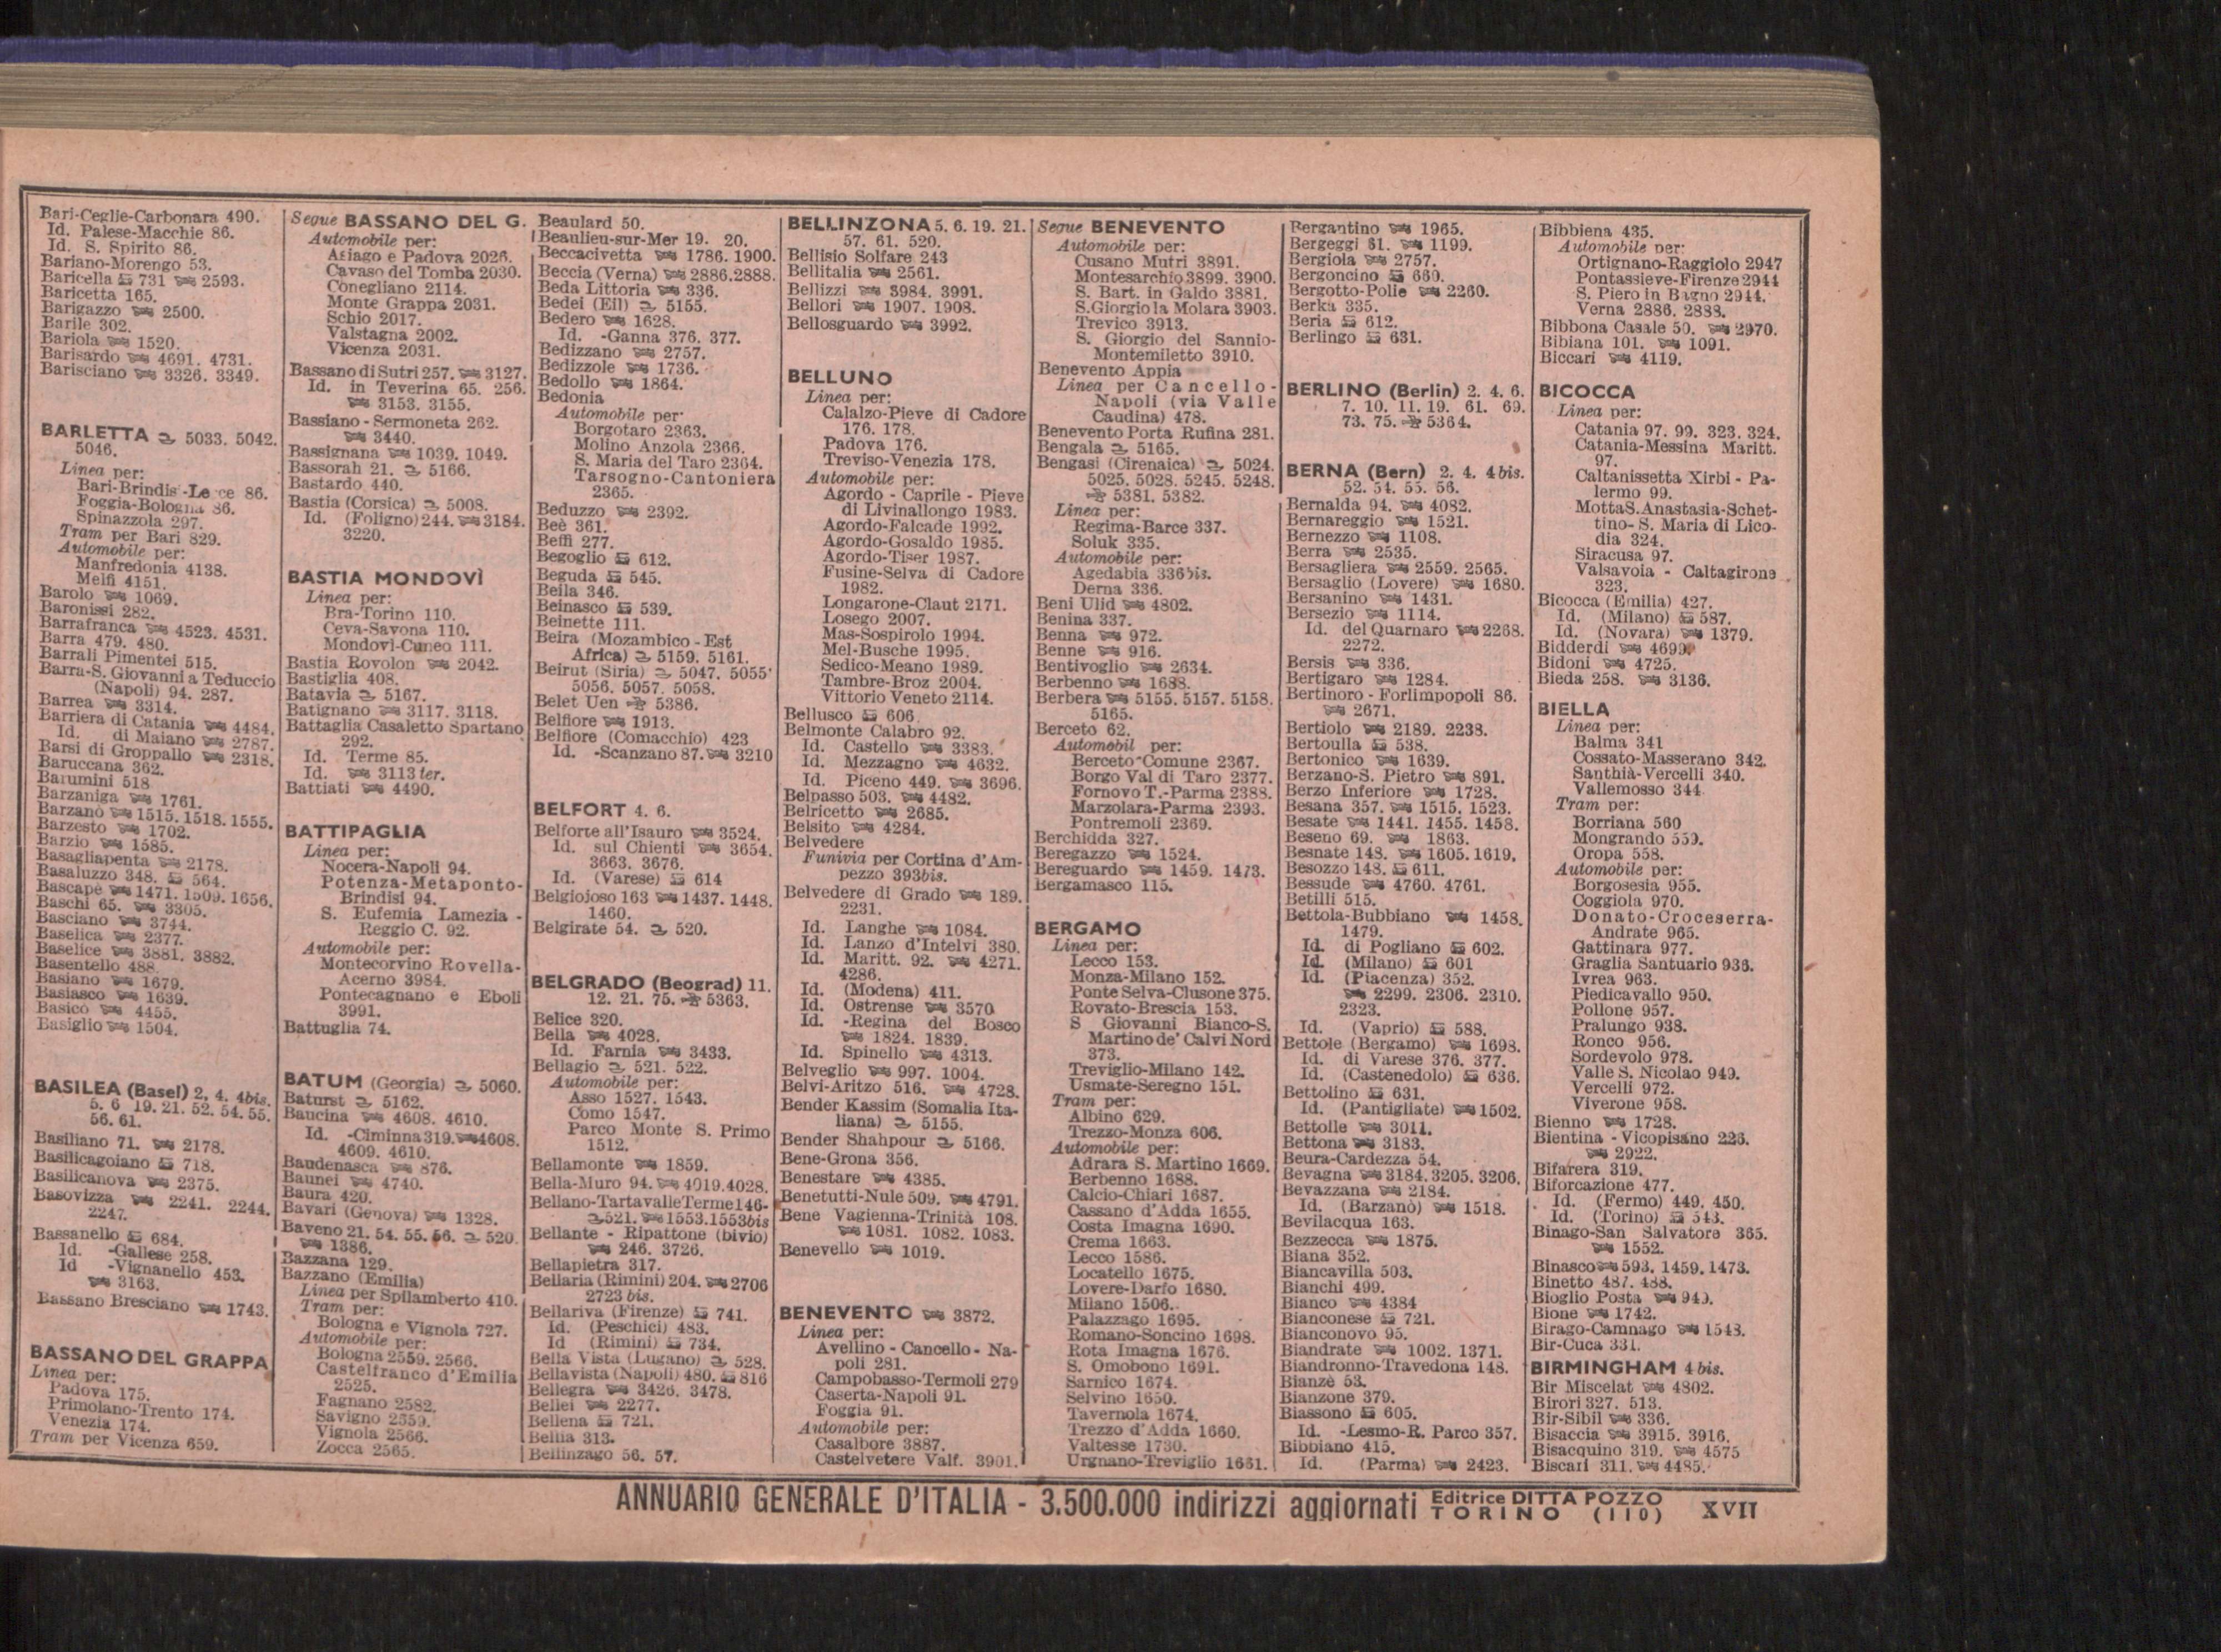 Bari-Ceglie-Carbonara 490.
Id. Palese-Macchie 86.
Id. S. Spirito 86.
Bariano-Morengo 53.
Baricella 731 2593.
Baricetta 165.
Barigazzo 2500.
Barile 302.
Bariola 1520.
Barisardo 4691. 4731.
Barisciano 3326. 3349.
BARLETTA 5033. 5042.
5046.
Linea per:
Bari-Brindisi-Lecce 86.
Foggia-Bologna 86.
Spinazzola 297.
Tram per Bari 829.
Automobile per:
Manfredonia 4138.
Melfi 4151.
Barolo 1069.
Baronissi 282.
Barrafranca 4523. 4531.
Barra 479. 480.
Barrali Pimentei 515.
Barra-S. Giovanni a Teduccio
(Napoli) 94. 287.
Barrea 3314.
Barriera di Catania 4484.
Id. di Maiano 2787.
Barsi di Groppallo 2318.
Baruccana 362.
Barumini 518
Barzaniga 1761.
Barzanò 1515. 1518. 1555.
Barzesto 1702.
Barzio 1585.
Basagliapenta 2178.
Basaluzzo 348. 564.
Bascapè 1471. 1509. 1656.
Baschi 65. 3305.
Basciano 3744.
Baselica 2377.
Baselice 3881. 3882.
Basentello 488.
Basiano 1679.
Basiasco 1639.
Basicò 4455.
Basiglio 1504.
BASILEA (Basel) 2. 4. 4bis.
5. 6 19. 21. 52. 54. 55.
56. 61.
Basiliano 71. 2178.
Basilicagoiano 718.
Basilicanova 2375.
Basovizza 2241. 2244.
2247.
Bassanello 684.
Id. -Gallese 258.
Id -Vignanello 453.
3163.
Bassano Bresciano 1743.
BASSANO DEL GRAPPA
Linea per:
Padova 175.
Primolano-Trento 174.
Venezia 174.
Tram per Vicenza 659.
Segue BASSANO DEL G.
Automobile per:
Asiago e Padova 2026.
Cavaso del Tomba 2030.
Conegliano 2114.
Monte Grappa 2031.
Schio 2017.
Valstagna 2002.
Vicenza 2031.
Bassano di Sutri 257. 3127.
Id. in Teverina 65. 256.
3153. 3155.
Bassiano - Sermoneta 262.
3440.
Bassignana 1039. 1049.
Bassorah 21. 5166.
Bastardo 440.
Bastia (Corsica) 5008.
Id. (Foligno) 244. 3184.
3220.
BASTIA MONDOVÌ
Linea per:
Bra-Torino 110.
Ceva-Savona 110.
Mondovì-Cuneo 111.
Bastia Rovolon 2042.
Bastiglia 408.
Batavia 5167.
Batignano 3117. 3118.
Battaglia Casaletto Spartano
292.
Id. Terme 85.
Id. 3113 ter.
Battiati 4490.
BATTIPAGLIA
Linea per:
Nocera-Napoli 94.
Potenza-Metaponto-
Brindisi 94.
S. Eufemia Lamezia -
Reggio C. 92.
Automobile per:
Montecorvino Rovella-
Acerno 3984.
Pontecagnano e Eboli
3991.
Battuglia 74.
BATUM (Georgia) 5060.
Baturst 5162.
Baucina 4608. 4610.
Id. -Ciminna 319. 4608.
4609. 4610.
Baudenasca 876.
Baunei 4740.
Baura 420.
Bavari (Genova) 1328.
Baveno 21. 54. 55. 56. 520.
1386.
Bazzana 129.
Bazzano (Emilia)
Linea per Spilamberto 410.
Tram per:
Bologna e Vignola 727.
Automobile per:
Bologna 2559. 2566.
Castelfranco d'Emilia
2525.
Fagnano 2582.
Savigno 2559.
Vignola 2566.
Zocca 2565.
Beaulard 50.
Beaulieu-sur-Mer 19. 20.
Beccacivetta 1786. 1900.
Beccia (Verna) 2886. 2888.
Beda Littoria 336.
Bedei (Eil) 5155.
Bedero 1628.
Id. -Ganna 376. 377.
Bedizzano 2757.
Bedizzole 1736.
Bedollo 1864.
Bedonia
Automobile per:
Borgotaro 2363.
Molino Anzola 2366.
S. Maria del Taro 2364.
Tarsogno-Cantoniera
2365.
Beduzzo 2392.
Beè 361.
Beffi 277.
Begoglio 612.
Beguda 545.
Beila 346.
Beinasco 539.
Beinette 111.
Beira (Mozambico - Est
Africa) 5159. 5161.
Beirut (Siria) 5047. 5055
5056. 5057. 5058.
Belet Uen 5386.
Belfiore 1913.
Belfiore (Comacchio) 423
Id. -Scanzano 87. 3210
BELFORT 4. 6.
Belforte all'Isauro 3524.
Id. sul Chienti 3654.
3663. 3676.
Id. (Varese) 614
Belgiojoso 163 1437. 1448.
1460.
Belgirate 54. 520.
BELGRADO (Beograd) 11.
12. 21. 75. 5363.
Belice 320.
Bella 4028.
Id. Farnia 3433.
Bellagio 521. 522.
Automobile per:
Asso 1527. 1543.
Como 1547.
Parco Monte S. Primo
1512.
Bellamonte 1859.
Bella-Muro 94. 4019. 4028.
Bellano-Tartavalle Terme 146-
521. 1553. 1553bis
Bellante - Ripattone (bivio)
246. 3726.
Bellapietra 317.
Bellaria (Rimini) 204. 2706
2723 bis.
Bellariva (Firenze) 741.
Id. (Peschici) 483.
Id (Rimini) 734.
Bella Vista (Lugano) 528.
Bellavista (Napoli) 480. 816
Bellegra 3426. 3478.
Bellei 2277.
Bellena 721.
Bellia 313.
Bellinzago 56. 57.
BELLINZONA 5. 6. 19. 21.
57. 61. 520.
Bellisio Solfare 243
Bellitalia 2561.
Bellizzi 3984. 3991.
Bellori 1907. 1908.
Bellosguardo 3992.
BELLUNO
Linea per:
Calalzo-Pieve di Cadore
176. 178.
Padova 176.
Treviso-Venezia 178.
Automobile per:
Agordo - Caprile - Pieve
di Livinallongo 1983.
Agordo-Falcade 1992.
Agordo-Gosaldo 1985.
Agordo-Tiser 1987.
Fusine-Selva di Cadore
1982.
Longarone-Claut 2171.
Losego 2007.
Mas-Sospirolo 1994.
Mel-Busche 1995.
Sedico-Meano 1989.
Tambre-Broz 2004.
Vittorio Veneto 2114.
Bellusco 606
Belmonte Calabro 92.
Id. Castello 3383.
Id. Mezzagno 4632.
Id. Piceno 449. 3696.
Belpasso 503. 4482.
Belricetto 2685.
Belsito 4284.
Belvedere
Funivia per Cortina d'Am-
pezzo 393bis.
Belvedere di Grado 189.
2231.
Id. Langhe 1084.
Id. Lanzo d'Intelvi 380.
Id. Maritt. 92. 4271.
4286.
Id. (Modena) 411.
Id. Ostrense 3570
Id. -Regina del Bosco
1824. 1839.
Id. Spinello 4313.
Belveglio 997. 1004.
Belvi-Aritzo 516. 4728.
Bender Kassim (Somalia Ita-
liana) 5155.
Bender Shahpour 5166.
Bene-Grona 356.
Benestare 4385.
Benetutti-Nule 509. 4791.
Bene Vagienna-Trinità 108.
1081. 1082. 1083.
Benevello 1019.
BENEVENTO 3872.
Linea per:
Avellino - Cancello - Na-
poli 281.
Campobasso-Termoli 279
Caserta-Napoli 91.
Foggia 91.
Automobile per:
Casalbore 3887.
Castelvetere Valf. 3901.
Segue BENEVENTO
Automobile per:
Cusano Mutri 3891.
Montesarchio 3899. 3900.
S. Bart. in Galdo 3881.
S. Giorgio la Molara 3903.
Trevico 3913.
S. Giorgio del Sannio-
Montemiletto 3910.
Benevento Appia
Linea per Cancello-
Napoli (via Valle
Caudina) 478.
Benevento Porta Rufina 281.
Bengala 5165.
Bengasi (Cirenaica) 5024.
5025. 5028. 5245. 5248.
5381. 5382.
Linea per:
Regima-Barce 337.
Soluk 335.
Automobile per:
Agedabia 336bis.
Derna 336.
Beni Ulid 4802.
Benina 337.
Benna 972.
Benne 916.
Bentivoglio 2634.
Berbenno 1688.
Berbera 5155. 5157. 5158.
5165.
Berceto 62.
Automobil per:
Berceto-Comune 2367.
Borgo Val di Taro 2377.
Fornovo T.-Parma 2388.
Marzolara-Parma 2393.
Pontremoli 2369.
Berchidda 327.
Beregazzo 1524.
Bereguardo 1459. 1473.
Bergamasco 115.
BERGAMO
Linea per:
Lecco 153.
Monza-Milano 152.
Ponte Selva-Clusone 375.
Rovato-Brescia 153.
S Giovanni Bianco-S.
Martino de' Calvi Nord
373.
Treviglio-Milano 142.
Usmate-Seregno 151.
Tram per:
Albino 629.
Trezzo-Monza 606.
Automobile per:
Adrara S. Martino 1669.
Berbenno 1688.
Calcio-Chiari 1687.
Cassano d'Adda 1655.
Costa Imagna 1690.
Crema 1663.
Lecco 1586.
Locatello 1675.
Lovere-Darfo 1680.
Milano 1506.
Palazzago 1695.
Romano-Soncino 1698.
Rota Imagna 1676.
S. Omobono 1691.
Sarnico 1674.
Selvino 1650.
Tavernola 1674.
Trezzo d'Adda 1660.
Valtesse 1730.
Urgnano-Treviglio 1651.
Bergantino 1965.
Bergeggi 81. 1199.
Bergiola 2757.
Bergoncino 660.
Bergotto-Polie 2260.
Berka 335.
Beria 612.
Berlingo 631.
BERLINO (Berlin) 2. 4. 6.
7. 10. 11. 19. 61. 69.
73. 75. 5364.
BERNA (Bern) 2. 4. 4bis.
52. 54. 55. 56.
Bernalda 94. 4082.
Bernareggio 1521.
Bernezzo 1108.
Berra 2535.
Bersagliera 2559. 2565.
Bersaglio (Lovere) 1680.
Bersanino 1431.
Bersezio 1114.
Id. del Quarnaro 2268.
2272.
Bersis 336.
Bertigaro 1284.
Bertinoro - Forlimpopoli 86.
2671.
Bertiolo 2189. 2238.
Bertoulla 538.
Bertonico 1639.
Berzano-S. Pietro 891.
Berzo Inferiore 1728.
Besana 357. 1515. 1523.
Besate 1441. 1455. 1458.
Beseno 69. 1863.
Besnate 148. 1605. 1619.
Besozzo 148. 611.
Bessude 4760. 4761.
Betilli 515.
Bettola-Bubbiano 1458.
1479.
Id. di Pogliano 602.
Id. (Milano) 601
Id. (Piacenza) 352.
2299. 2306. 2310.
2323.
Id. (Vaprio) 588.
Bettole (Bergamo) 1698.
Id. di Varese 376. 377.
Id. (Castenedolo) 636.
Bettolino 631.
Id. (Pantigliate) 1502.
Bettolle 3011.
Bettona 3183.
Beura-Cardezza 54.
Bevagna 3184. 3205. 3206.
Bevazzana 2184.
Id. (Barzanò) 1518.
Bevilacqua 163.
Bezzecca 1875.
Biana 352.
Biancavilla 503.
Bianchi 499.
Bianco 4384
Bianconese 721.
Bianconovo 95.
Biandrate 1002. 1371.
Biandronno-Travedona 148.
Bianzè 53.
Bianzone 379.
Biassono 605.
Id. -Lesmo-R. Parco 357.
Bibbiano 415.
Id. (Parma) 2423.
Bibbiena 435.
Automobile per:
Ortignano-Raggiolo 2947
Pontassieve-Firenze 2944
S. Piero in Bagno 2944.
Verna 2886. 2888.
Bibbona Casale 50. 2970.
Bibiana 101. 1091.
Biccari 4119.
BICOCCA
Linea per:
Catania 97. 99. 323. 324.
Catania-Messina Maritt.
97.
Caltanissetta Xirbi - Pa-
lermo 99.
Motta S. Anastasia-Schet-
tino- S. Maria di Lico-
dia 324.
Siracusa 97.
Valsavoia - Caltagirone
323.
Bicocca (Emilia) 427.
Id. (Milano) 587.
Id. (Novara) 1379.
Bidderdi 4699.
Bidoni 4725.
Bieda 258. 3136.
BIELLA
Linea per:
Balma 341
Cossato-Masserano 342.
Santhià-Vercelli 340.
Vallemosso 344
Tram per:
Borriana 560
Mongrando 559.
Oropa 558.
Automobile per:
Borgosesia 955.
Coggiola 970.
Donato-Croceserra-
Andrate 965.
Gattinara 977.
Graglia Santuario 936.
Ivrea 963.
Piedicavallo 950.
Pollone 957.
Pralungo 938.
Ronco 956.
Sordevolo 978.
Valle S. Nicolao 949.
Vercelli 972.
Viverone 958.
Bienno 1728.
Bientina - Vicopisano 226.
2922.
Bifarera 319.
Biforcazione 477.
Id. (Fermo) 449. 450.
Id. (Torino) 543.
Binago-San Salvatore 365.
1552.
Binasco 593. 1459. 1473.
Binetto 487. 488.
Bioglio Posta 949.
Bione 1742.
Birago-Camnago 1543.
Bir-Cuca 331.
BIRMINGHAM 4 bis.
Bir Miscelat 4802.
Birori 327. 513.
Bir-Sibil 336.
Bisaccia 3915. 3916.
Bisacquino 319. 4575
Biscari 311. 4485.
ANNUARIO GENERALE D'ITALIA - 3.500.000 indirizzi aggiornati Editrice DITTA POZZO
TORINO (110) XVII